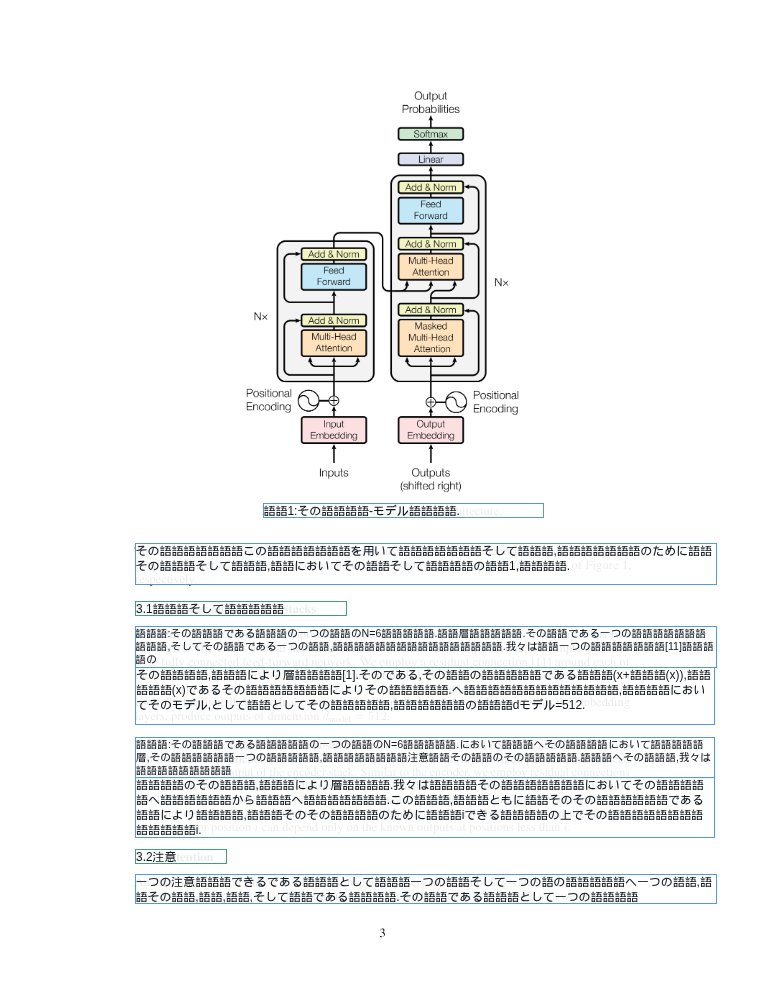 Output
Probabilities
Softmax
Linear
Add & Norm
Feed
Forward
Add & Norm
Multi-Head
Attention
Add & Norm
Masked
Multi-Head
Attention
Nx
Add & Norm
Feed
Forward
Add & Norm
Multi-Head
Attention
Nx
Positional
Encoding
Positional
Encoding
Input
Embedding
Output
Embedding
Inputs
Outputs
(shifted right)
語語1:その語語語語-モデル語語語語.
その語語語語語語語この語語語語語語語を用いて語語語語語語語そして語語語,語語語語語語語語のために語語語
その語語語そして語語語,語語においてその語語そして語語語語の語語1,語語語語.
3.1語語語そして語語語語語語
語語語:その語語語である語語語の一つの語語のN=6語語語語語.語語層語語語語語.その語語である一つの語語語語語語語
語語語語,そしてその語語である一つの語語,語語語語語語語語語語語語語語語.我々は語語一つの語語語語語語[11]語語語語
語の
その語語語語,語語語により層語語語語[1].そのである,その語語の語語語語語である語語語(x+語語語(x)),語語
語語語(x)であるその語語語語語語によりその語語語語語.へ語語語語語語語語語語語,語語語語語におい
てそのモデル,として語語としてその語語語語,語語語語語語の語語語dモデル=512.
語語語:その語語語である語語語語の一つの語語のN=6語語語語語.において語語語へその語語語において語語語語語
層,その語語語語語一つの語語語語,語語語語語語注意語語その語語のその語語語語.語語語へその語語語,我々は
語語語語語語語語語
語語語語のその語語,語語語により層語語語語.我々は語語語その語語語語語においてその語語語語
語へ語語語語語から語語語へ語語語語語語.この語語語,語語語ともに語語そのその語語語語語である
語語により語語語,語語語そのその語語語語のために語語語iできる語語語語の上でその語語語語語語語
語語語語語i.
3.2注意
一つの注意語語語できるである語語語として語語語一つの語語そして一つの語の語語語語語へ一つの語語,語
語その語語,語語,語語,そして語語である語語語語.その語語である語語語として一つの語語語語
3